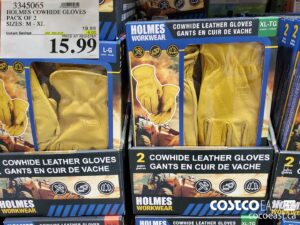 3345065
HOLMES COWHIDE GLOVES
PACK OF 2
SIZES M - XL
19.99
15.99
L-G
HOLMES
WORKWEAR
COWHIDE LEATHER GLOVES
GANTS EN CUIR DE VACHE
XL-TG
COWHIDE LEATHER GLOVES
GANTS EN CUIR DE VACHE
HOLMES
WORKWEAR
2 COWHIDE LEATHER GLOVES
GANTS EN CUIR DE VACHE
HOLMES
WORKWEAR
COSTCO
cocoeast.ca